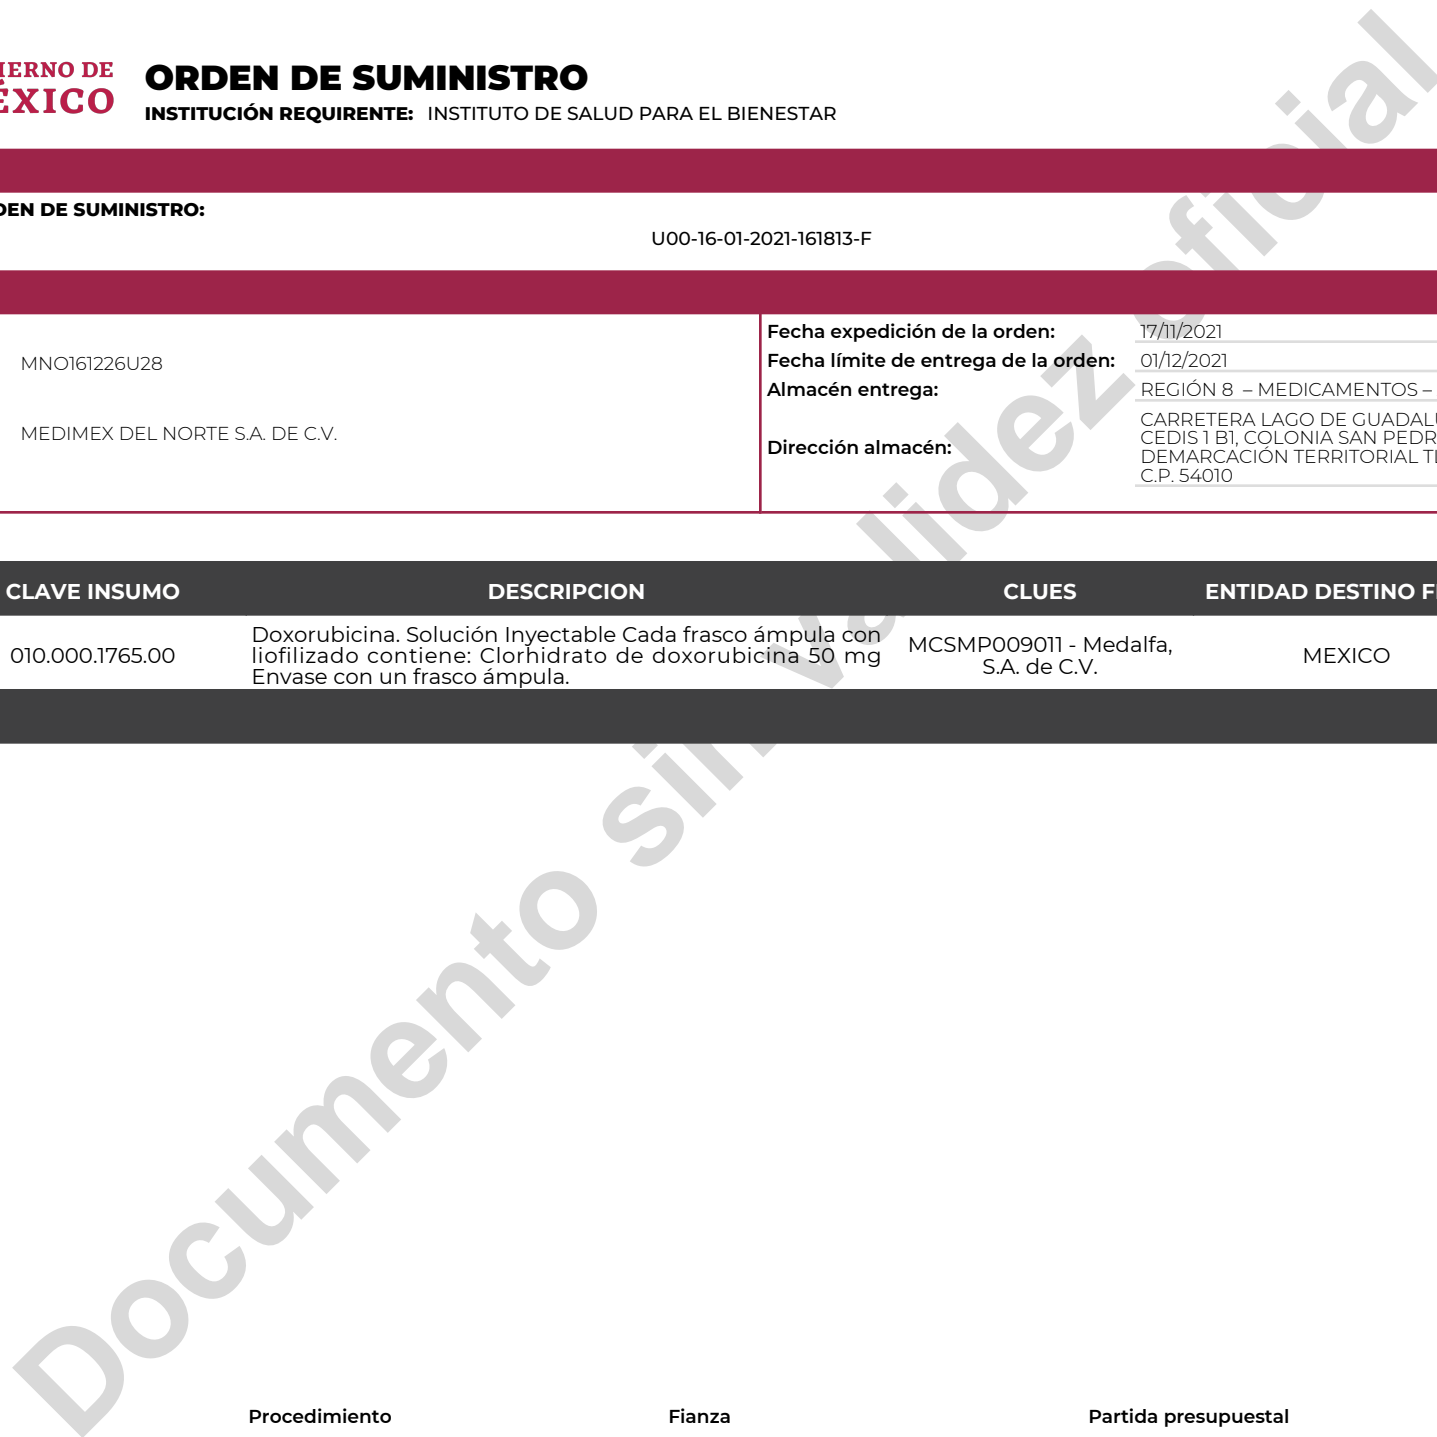 IERNO DE
ÉXICO
ORDEN DE SUMINISTRO
INSTITUCIÓN REQUIRENTE: INSTITUTO DE SALUD PARA EL BIENESTAR
DEN DE SUMINISTRO:
U00-16-01-2021-161813-F
MNO161226U28
MEDIMEX DEL NORTE S.A. DE C.V.
Fecha expedición de la orden: 17/11/2021
Fecha límite de entrega de la orden: 01/12/2021
Almacén entrega: REGIÓN 8 – MEDICAMENTOS –
Dirección almacén:
CARRETERA LAGO DE GUADALU
CEDIS 1 B1, COLONIA SAN PEDR
DEMARCACIÓN TERRITORIAL TL
C.P. 54010
CLAVE INSUMO DESCRIPCION CLUES ENTIDAD DESTINO FI
010.000.1765.00
Doxorubicina. Solución Inyectable Cada frasco ámpula con
liofilizado contiene: Clorhidrato de doxorubicina 50 mg
Envase con un frasco ámpula.
MCSMP009011 - Medalfa,
S.A. de C.V.
MEXICO
Documento sin validez oficial
Procedimiento Fianza Partida presupuestal